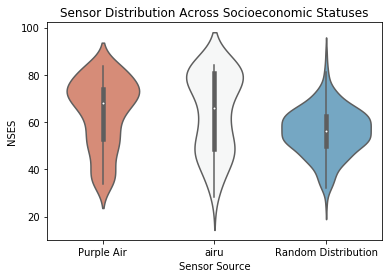 Sensor Distribution Across Socioeconomic Statuses
100
80
60
40
20
NSES
Purple Air airu Random Distribution
Sensor Source